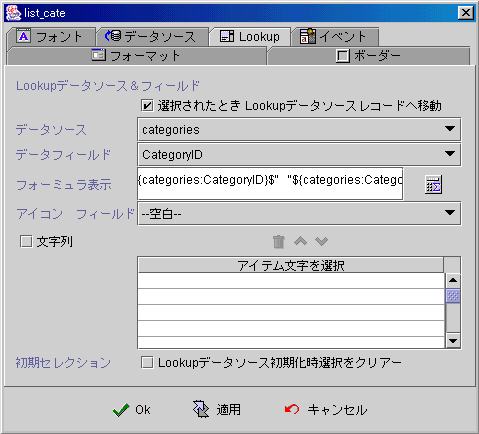 list_cate
フォント データソース Lookup イベント
フォーマット ボーダー
Lookupデータソース＆フィールド
選択されたとき Lookupデータソース レコードへ移動
データソース categories
データフィールド CategoryID
フォーミュラ表示 {categories:CategoryID}$" "${categories:Catego
アイコン フィールド --空白--
文字列
アイテム文字を選択
初期セレクション Lookupデータソース初期化時選択をクリアー
Ok 適用 キャンセル